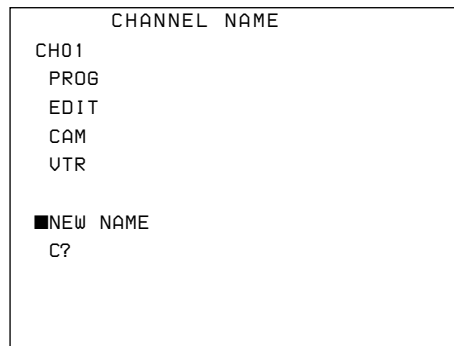 CHANNEL NAME
CH01
PROG
EDIT
CAM
VTR
■NEW NAME
C?